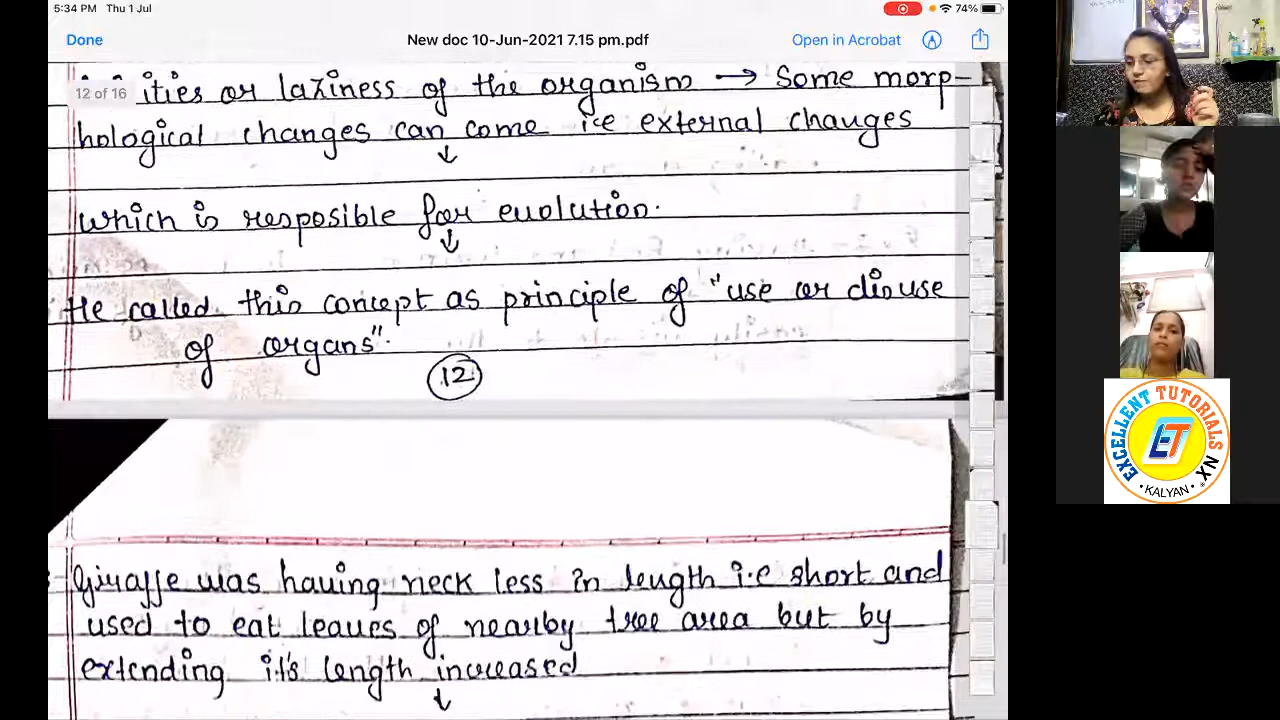 5:34 PM Thu 1 Jul
74%
Done
New doc 10-Jun-2021 7.15 pm.pdf
Open in Acrobat
12 of 16
ities or laziness of the organism → Some morp-
hological changes can come i.e external changes
↓
which is resposible for evolution.
↓
He called this concept as principle of "use or disuse
of organs".
12
Giraffe was having neck less in length i.e short and
used to eat leaves of nearby tree area but by
extending it's length increased
↓
EXCELLENT TUTORIALS NX
ET
KALYAN